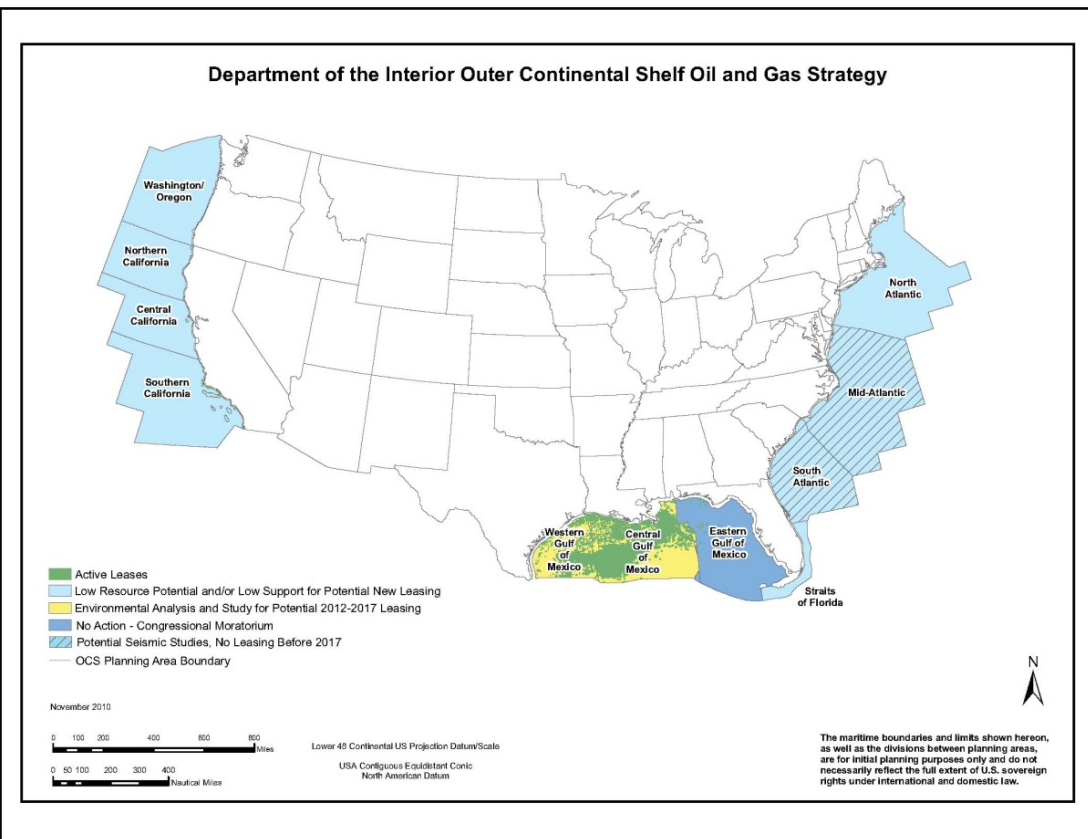 Department of the Interior Outer Continental Shelf Oil and Gas Strategy
Washington/
Oregon
Northern
California
Central
California
Southern
California
North
Atlantic
Mid-Atlantic
South
Atlantic
Western
Gulf
of
Mexico
Central
Gulf
of
Mexico
Eastern
Gulf of
Mexico
Straits
of Florida
Active Leases
Low Resource Potential and/or Low Support for Potential New Leasing
Environmental Analysis and Study for Potential 2012-2017 Leasing
No Action - Congressional Moratorium
Potential Seismic Studies, No Leasing Before 2017
OCS Planning Area Boundary
N
November 2010
0 100 200 400 600 800
Miles
0 50 100 200 300 400
Nautical Miles
Lower 48 Continental US Projection Datum/Scale
USA Contiguous Equidistant Conic
North American Datum
The maritime boundaries and limits shown hereon,
as well as the divisions between planning areas,
are for initial planning purposes only and do not
necessarily reflect the full extent of U.S. sovereign
rights under international and domestic law.